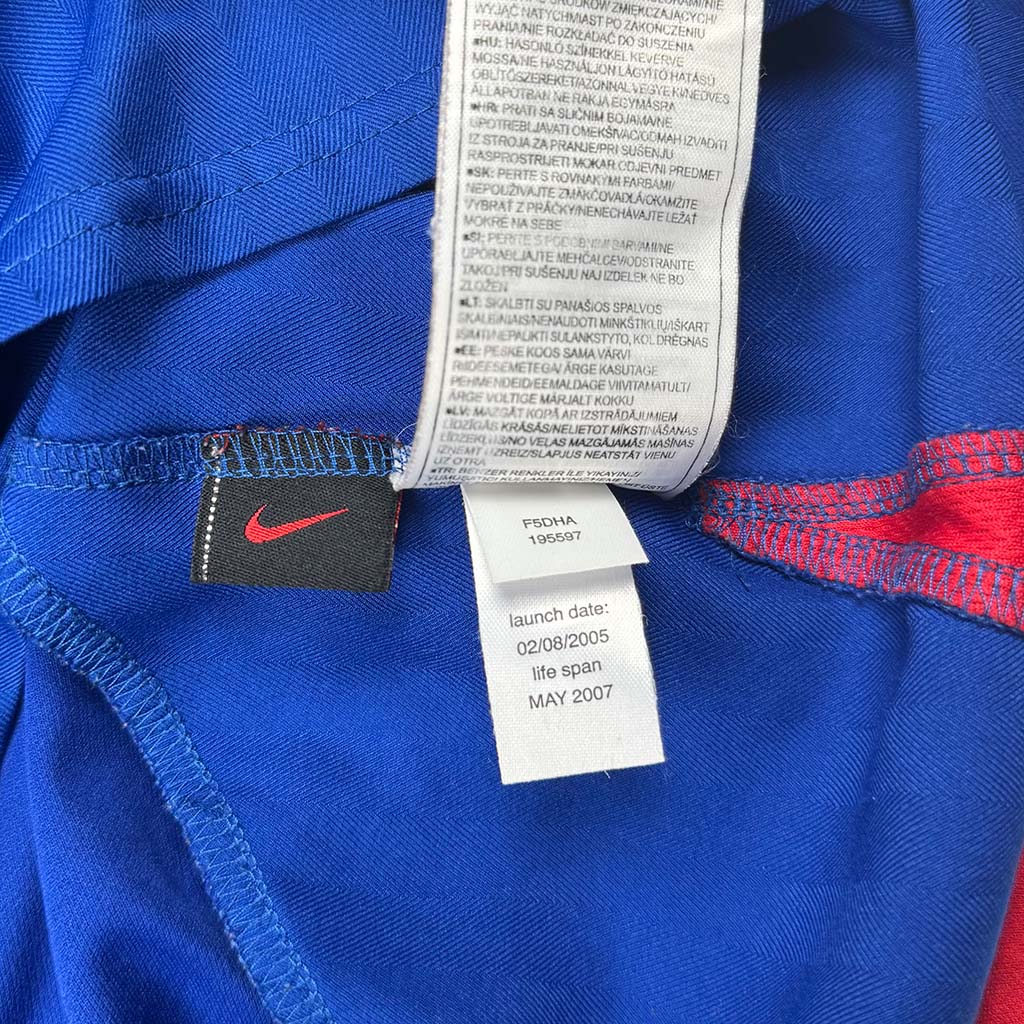 WYJĄĆ NATYCHMIAST PO ZAKOŃCZENIU
PRANIA/NIE ROZKŁADAĆ DO SUSZENIA
■HU: HASONLÓ SZÍNEKKEL KEVERVE
MOSSA/NE HASZNÁLJON LÁGYÍTÓ HATÁSÚ
ÖBLÍTŐSZEREKET/AZONNAL VEGYE KI/NEDVES
ÁLLAPOTBAN NE RAKJA EGYMÁSRA
■HR: PRATI SA SLIČNIM BOJAMA/NE
UPOTREBLJAVATI OMEKŠIVAČ/ODMAH IZVADITI
IZ STROJA ZA PRANJE/PRI SUŠENJU
RASPROSTRIJETI MOKAR ODJEVNI PREDMET
■SK: PERTE S ROVNAKÝMI FARBAMI/
NEPOUŽÍVAJTE ZMÄKČOVADLÁ/OKAMŽITE
VYBRAŤ Z PRÁČKY/NENECHÁVAJTE LEŽAŤ
MOKRÉ NA SEBE
■SI: PERITE S PODOBNIMI BARVAMI/NE
UPORABLJAJTE MEHČALCEV/ODSTRANITE
TAKOJ/PRI SUŠENJU NAJ IZDELEK NE BO
ZLOŽEN
■LT: SKALBTI SU PANAŠIOS SPALVOS
SKALBINIAIS/NENAUDOTI MINKŠTIKLIŲ/IŠKART
IŠIMTI/NEPALIKTI SULANKSTYTO, KOL DRĖGNAS
■EE: PESKE KOOS SAMA VÄRVI
RIIDEESEMETEGA/ ÄRGE KASUTAGE
PEHMENDEID/EEMALDAGE VIIVITAMATULT/
ÄRGE VOLTIGE MÄRJALT KOKKU
■LV: MAZGĀT KOPĀ AR IZSTRĀDĀJUMIEM
LĪDZĪGĀS KRĀSĀS/NELIETOT MĪKSTINĀŠANAS
LĪDZEKĻUS/NO VEĻAS MAZGĀJAMĀS MAŠĪNAS
IZŅEMT UZREIZ/SLAPJUS NEATSTĀT VIENU
UZ OTRA
■TR: BENZER RENKLER İLE YIKAYINIZ/
YUMUŞATICI KULLANMAYINIZ/HEMEN
F5DHA
195597
launch date:
02/08/2005
life span
MAY 2007